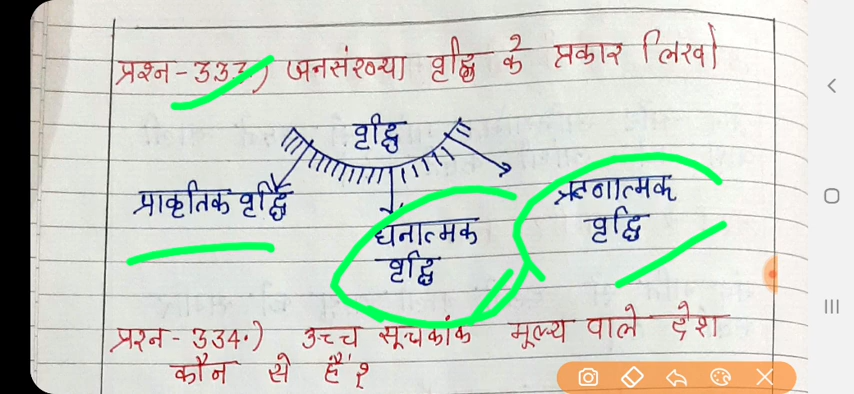 प्रश्न-333) जनसंख्या वृद्धि के प्रकार लिखो
वृद्धि
प्राकृतिक वृद्धि
धनात्मक
वृद्धि
ऋणात्मक
वृद्धि
प्रश्न-334.) उच्च सूचकांक मूल्य वाले देश
कौन से हैं?